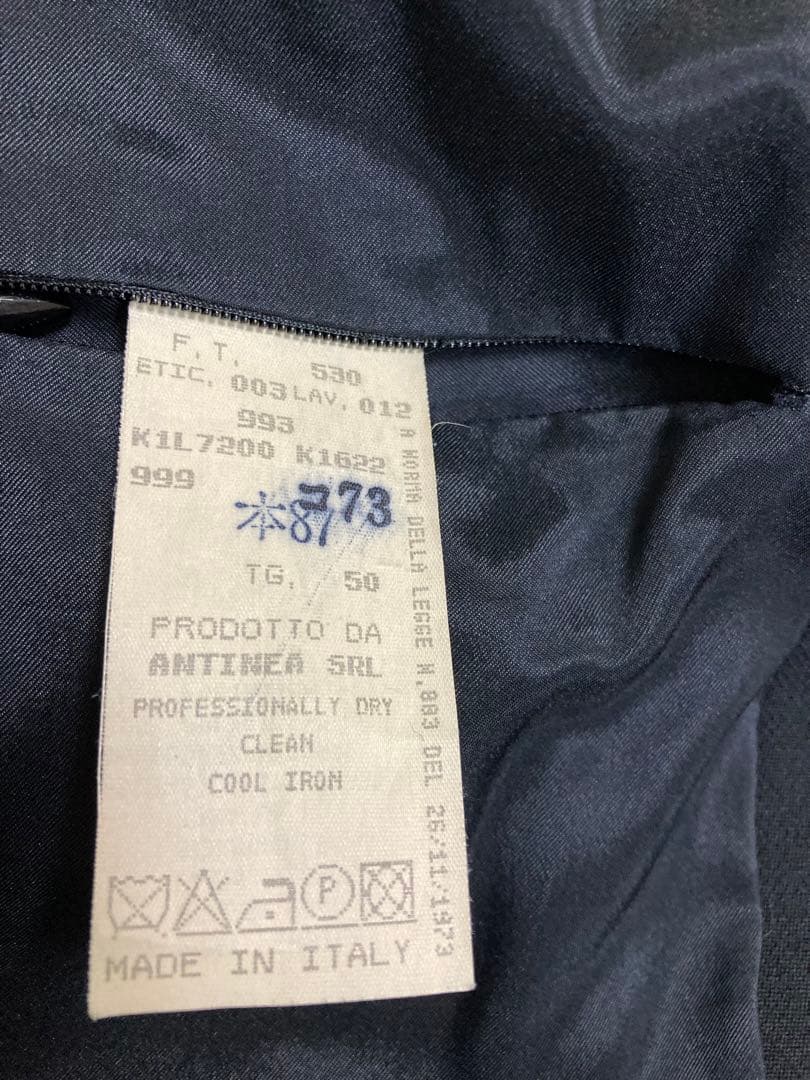 F.T. 530
ETIC. 003 LAV. 012
993
K1L7200 K1622
999
コ73
本87
TG. 50
PRODOTTO DA
ANTINEA SRL
PROFESSIONALLY DRY
CLEAN
COOL IRON
P
MADE IN ITALY
A NORMA DELLA LEGGE N.883 DEL 26/11/1973